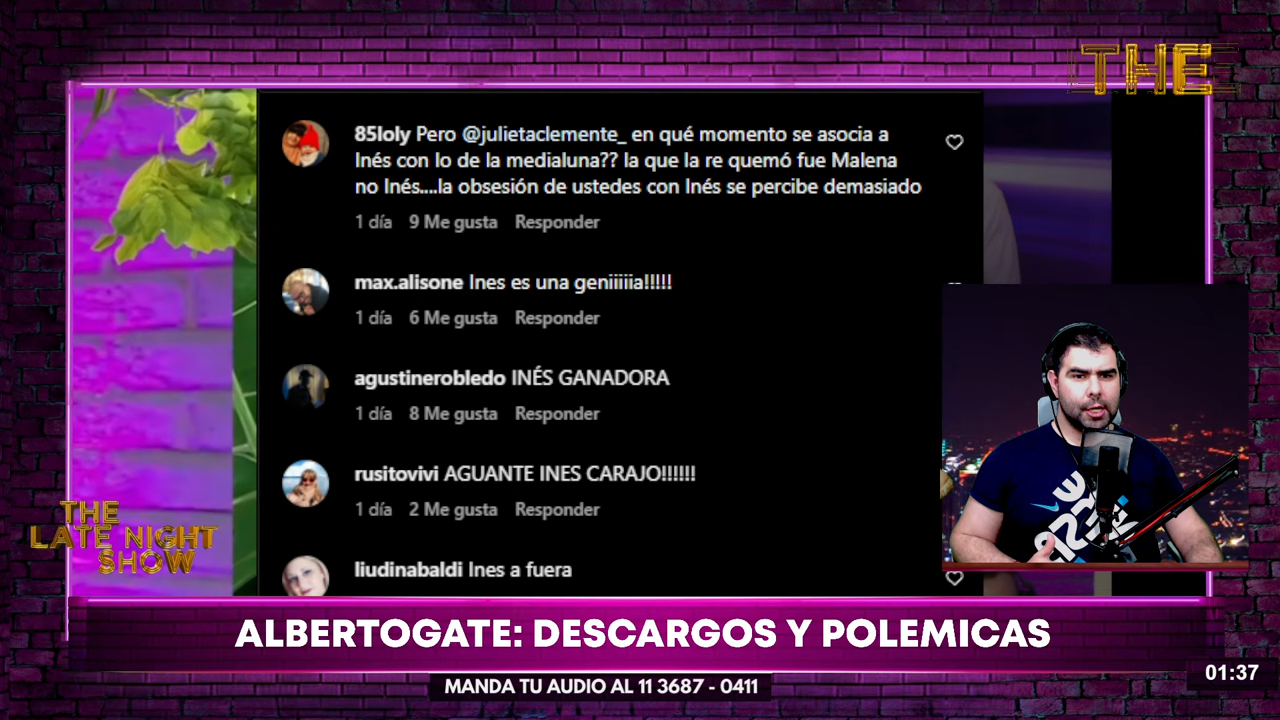 THE
85loly Pero @julietaclemente_ en qué momento se asocia a
Inés con lo de la medialuna?? la que la re quemó fue Malena
no Inés....la obsesión de ustedes con Inés se percibe demasiado
1 día 9 Me gusta Responder
max.alisone Ines es una geniiiiia!!!!!
1 día 6 Me gusta Responder
agustinerobledo INÉS GANADORA
1 día 8 Me gusta Responder
rusitovivi AGUANTE INES CARAJO!!!!!!
1 día 2 Me gusta Responder
liudinabaldi Ines a fuera
THE
LATE NIGHT
SHOW
ALBERTOGATE: DESCARGOS Y POLEMICAS
MANDA TU AUDIO AL 11 3687 - 0411
01:37